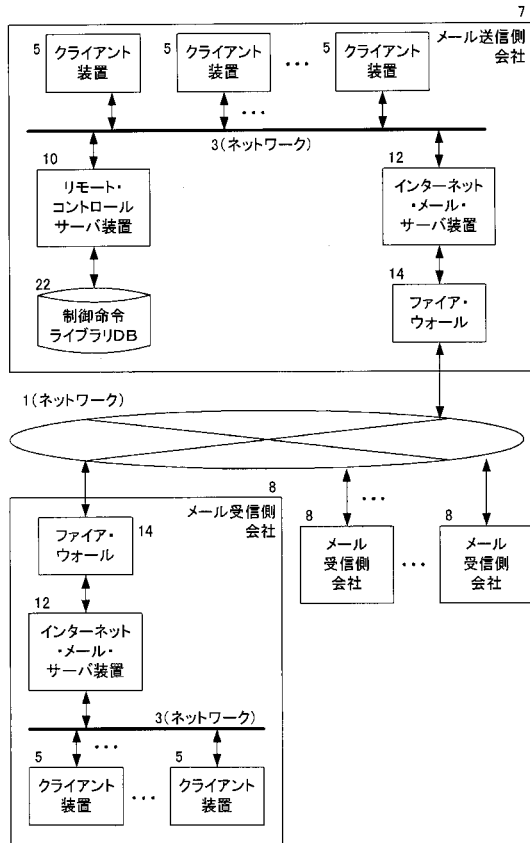 7
メール送信側
会社
5
クライアント
装置
5
クライアント
装置
...
5
クライアント
装置
...
3(ネットワーク)
10
リモート・
コントロール
サーバ装置
12
インターネット
・メール・
サーバ装置
22
制御命令
ライブラリDB
14
ファイア・
ウォール
1(ネットワーク)
8
メール受信側
会社
ファイア・
ウォール
14
12
インターネット
・メール・
サーバ装置
3(ネットワーク)
...
5
クライアント
装置
...
5
クライアント
装置
...
8
メール
受信側
会社
...
8
メール
受信側
会社